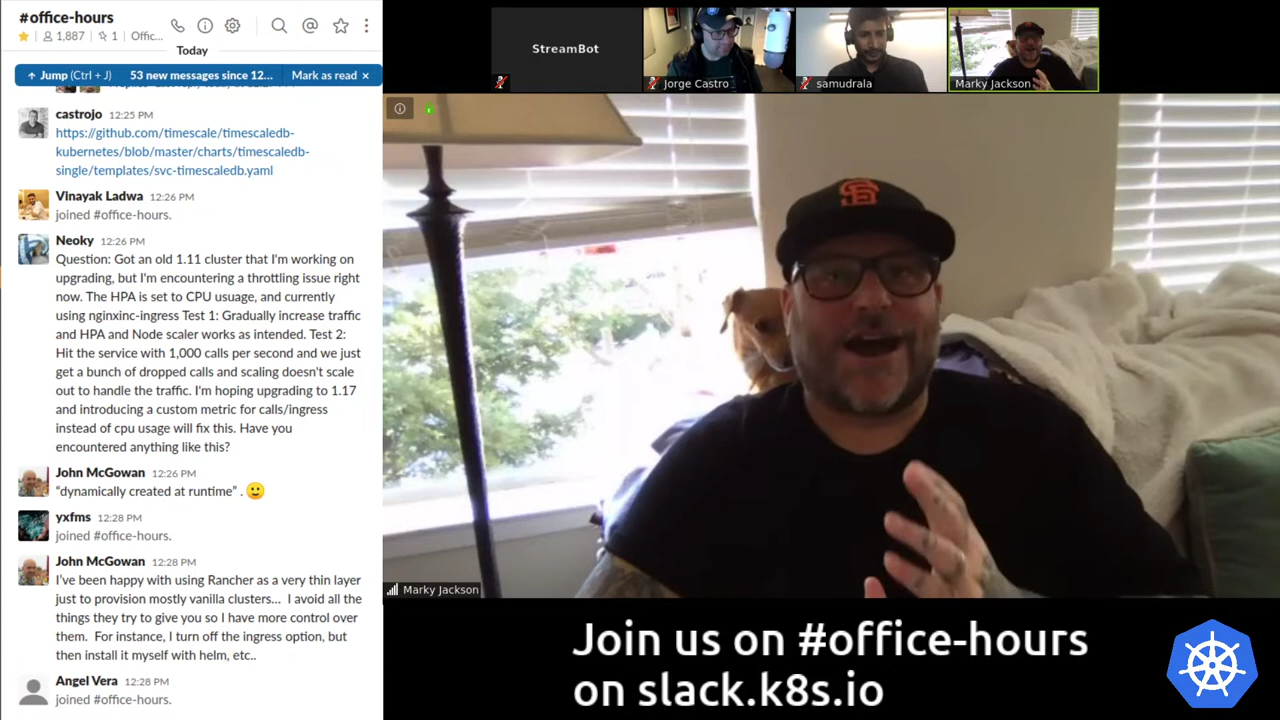 #office-hours
1,887
1
Offic...
Today
Jump (Ctrl + J)
53 new messages since 12...
Mark as read ×
castrojo 12:25 PM
https://github.com/timescale/timescaledb-
kubernetes/blob/master/charts/timescaledb-
single/templates/svc-timescaledb.yaml
Vinayak Ladwa 12:26 PM
joined #office-hours.
Neoky 12:26 PM
Question: Got an old 1.11 cluster that I'm working on
upgrading, but I'm encountering a throttling issue right
now. The HPA is set to CPU usuage, and currently
using nginxinc-ingress Test 1: Gradually increase traffic
and HPA and Node scaler works as intended. Test 2:
Hit the service with 1,000 calls per second and we just
get a bunch of dropped calls and scaling doesn't scale
out to handle the traffic. I'm hoping upgrading to 1.17
and introducing a custom metric for calls/ingress
instead of cpu usage will fix this. Have you
encountered anything like this?
John McGowan 12:26 PM
“dynamically created at runtime” .
yxfms 12:28 PM
joined #office-hours.
John McGowan 12:28 PM
I've been happy with using Rancher as a very thin layer
just to provision mostly vanilla clusters... I avoid all the
things they try to give you so I have more control over
them. For instance, I turn off the ingress option, but
then install it myself with helm, etc..
Angel Vera 12:28 PM
joined #office-hours.
StreamBot
Jorge Castro
samudrala
Marky Jackson
SF
Marky Jackson
Join us on #office-hours
on slack.k8s.io